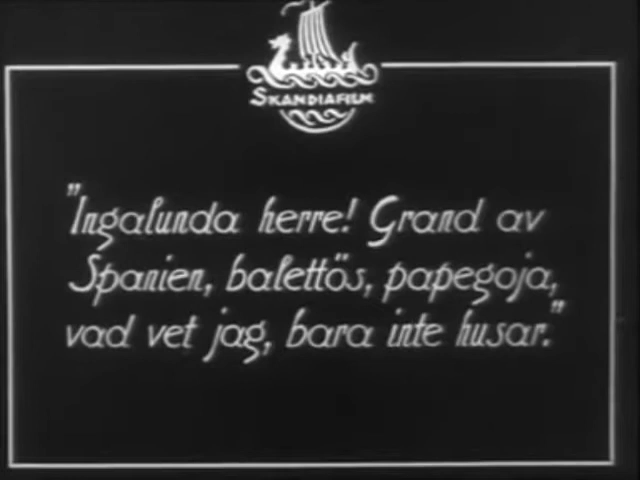 SKANDIAFILM
"Ingalunda herre! Grand av
Spanien, balettös, papegoja,
vad vet jag, bara inte husar."